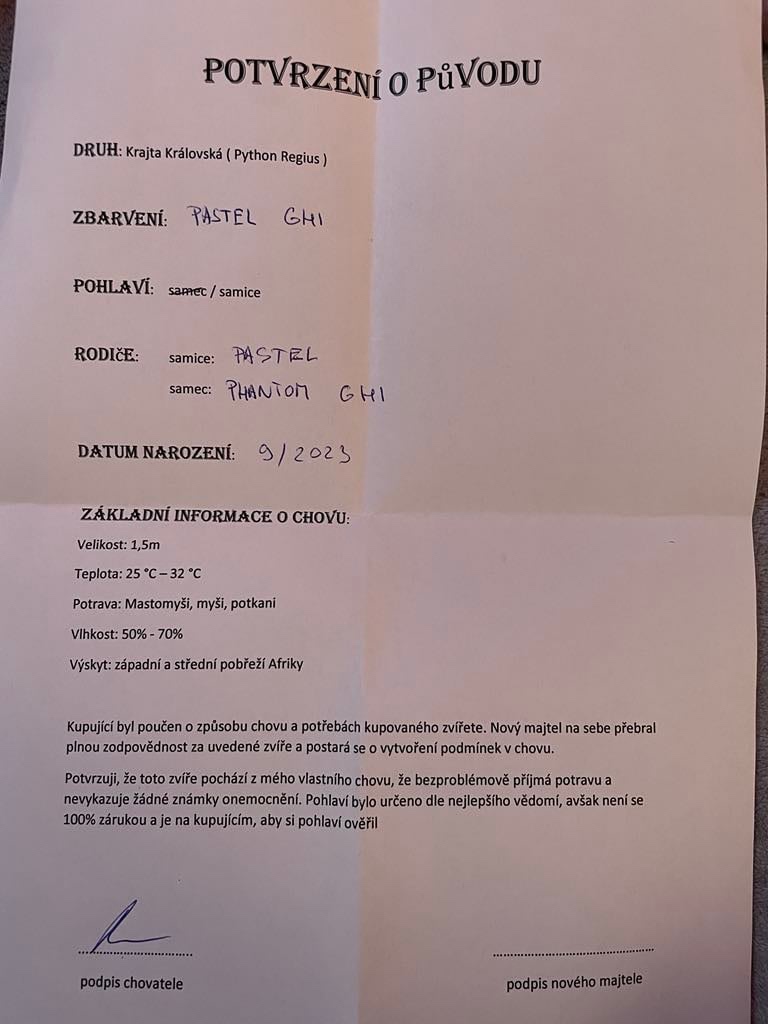 POTVRZENÍ O PůVODU
DRUH: Krajta Královská ( Python Regius )
ZBARVENÍ: PASTEL GHI
POHLAVÍ: samec / samice
RODIČE: samice: PASTEL
samec: PHANTOM GHI
DATUM NAROZENÍ: 9/2023
ZÁKLADNÍ INFORMACE O CHOVU:
Velikost: 1,5m
Teplota: 25 °C – 32 °C
Potrava: Mastomyši, myši, potkani
Vlhkost: 50% - 70%
Výskyt: západní a střední pobřeží Afriky
Kupující byl poučen o způsobu chovu a potřebách kupovaného zvířete. Nový majtel na sebe přebral
plnou zodpovědnost za uvedené zvíře a postará se o vytvoření podmínek v chovu.
Potvrzuji, že toto zvíře pochází z mého vlastního chovu, že bezproblémově příjmá potravu a
nevykazuje žádné známky onemocnění. Pohlaví bylo určeno dle nejlepšího vědomí, avšak není se
100% zárukou a je na kupujícím, aby si pohlaví ověřil
podpis chovatele
podpis nového majtele